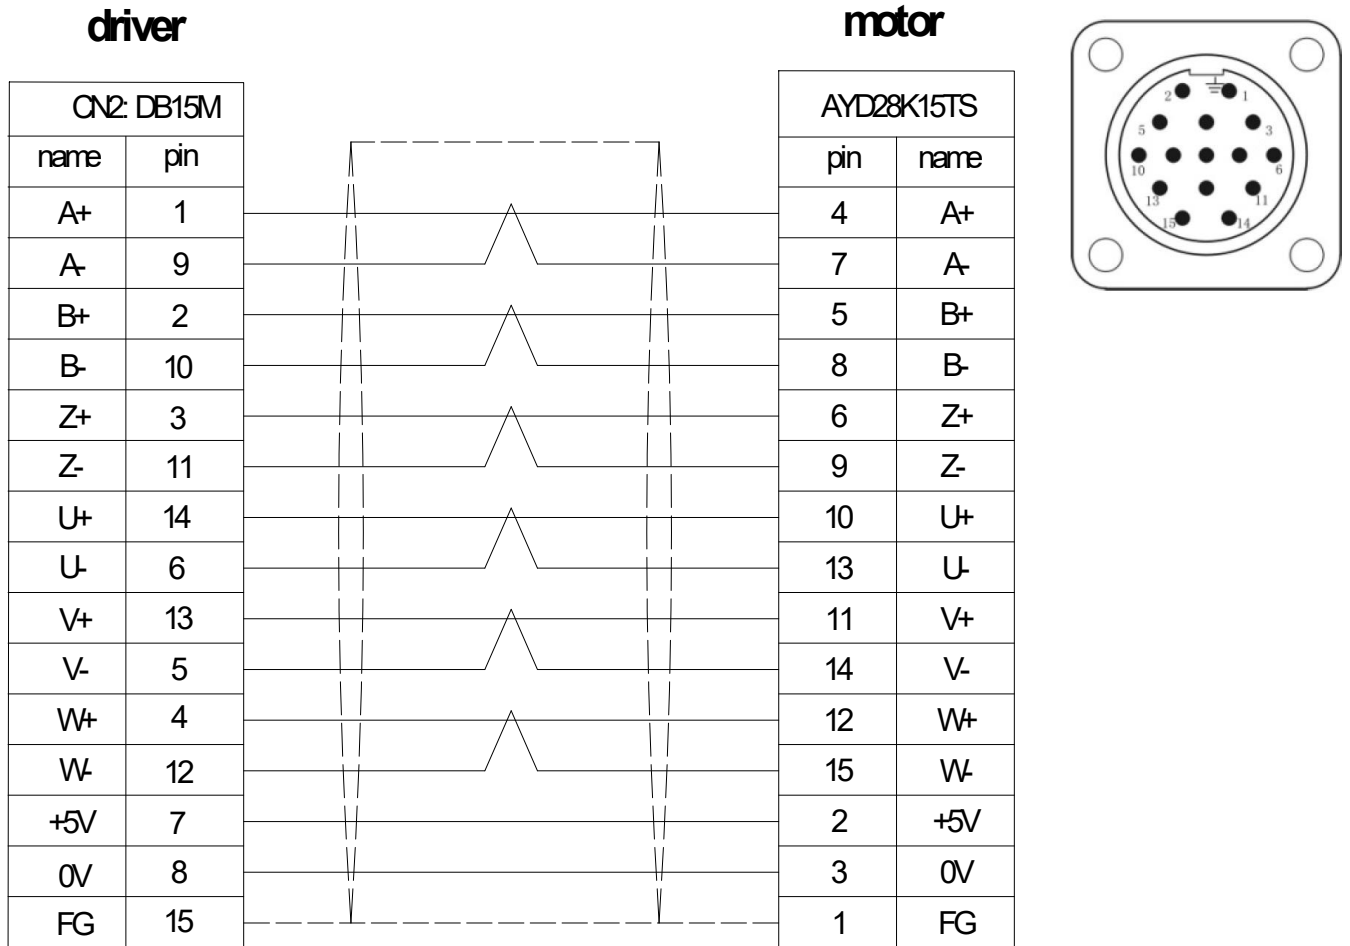 driver motor
CN2: DB15M AYD28K15TS
name pin pin name
A+ 1 4 A+
A- 9 7 A-
B+ 2 5 B+
B- 10 8 B-
Z+ 3 6 Z+
Z- 11 9 Z-
U+ 14 10 U+
U- 6 13 U-
V+ 13 11 V+
V- 5 14 V-
W+ 4 12 W+
W- 12 15 W-
+5V 7 2 +5V
0V 8 3 0V
FG 15 1 FG
2 1
5 3
10 6
13 11
15 14